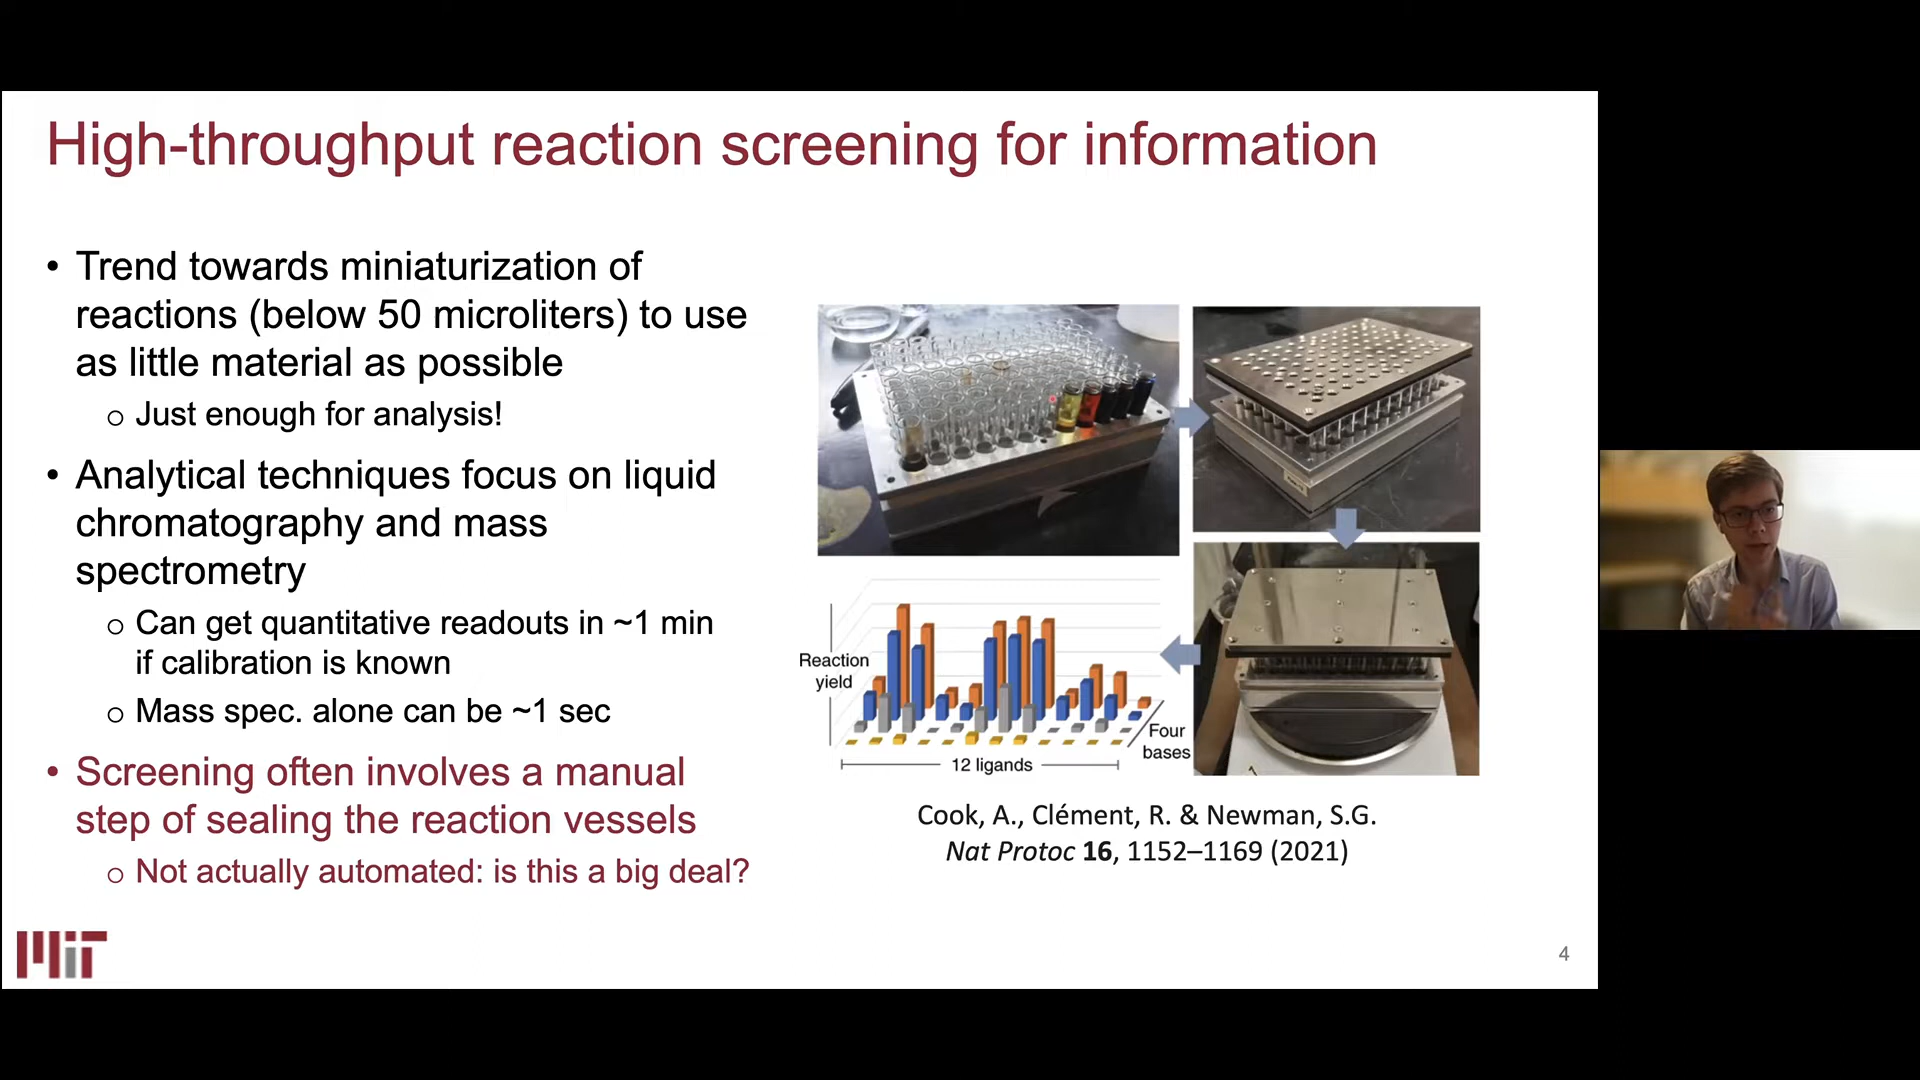 High-throughput reaction screening for information
• Trend towards miniaturization of
reactions (below 50 microliters) to use
as little material as possible
o Just enough for analysis!
• Analytical techniques focus on liquid
chromatography and mass
spectrometry
o Can get quantitative readouts in ~1 min
if calibration is known
o Mass spec. alone can be ~1 sec
• Screening often involves a manual
step of sealing the reaction vessels
o Not actually automated: is this a big deal?
Reaction
yield
Four
bases
12 ligands
Cook, A., Clément, R. & Newman, S.G.
Nat Protoc 16, 1152–1169 (2021)
MIT
4